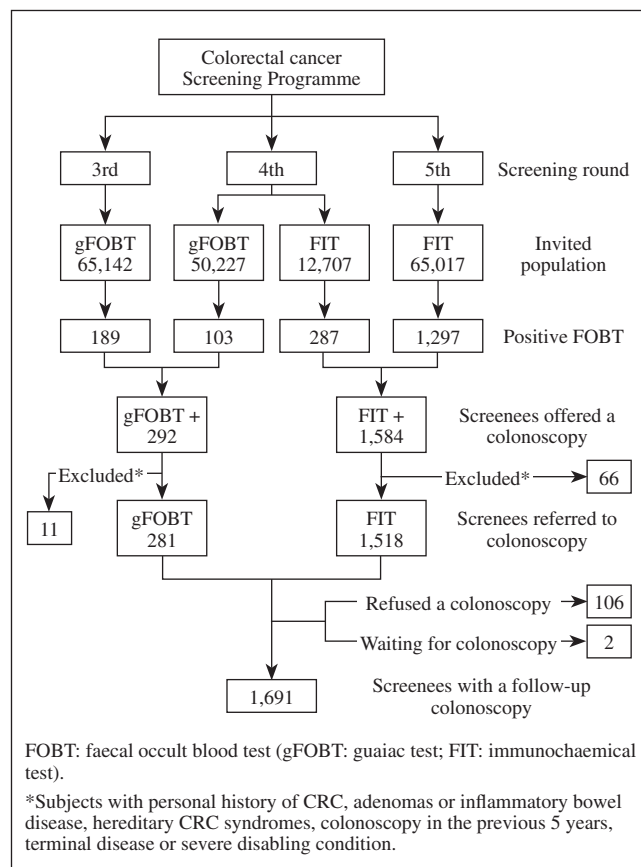 Colorectal cancer
Screening Programme
3rd
4th
5th
Screening round
gFOBT
65,142
gFOBT
50,227
FIT
12,707
FIT
65,017
Invited
population
189
103
287
1,297
Positive FOBT
gFOBT +
292
FIT +
1,584
Screenees offered a
colonoscopy
Excluded*
Excluded*
66
11
gFOBT
281
FIT
1,518
Screnees referred to
colonoscopy
Refused a colonoscopy
106
Waiting for colonoscopy
2
1,691
Screenees with a follow-up
colonoscopy
FOBT: faecal occult blood test (gFOBT: guaiac test; FIT: immunochaemical
test).
*Subjects with personal history of CRC, adenomas or inflammatory bowel
disease, hereditary CRC syndromes, colonoscopy in the previous 5 years,
terminal disease or severe disabling condition.